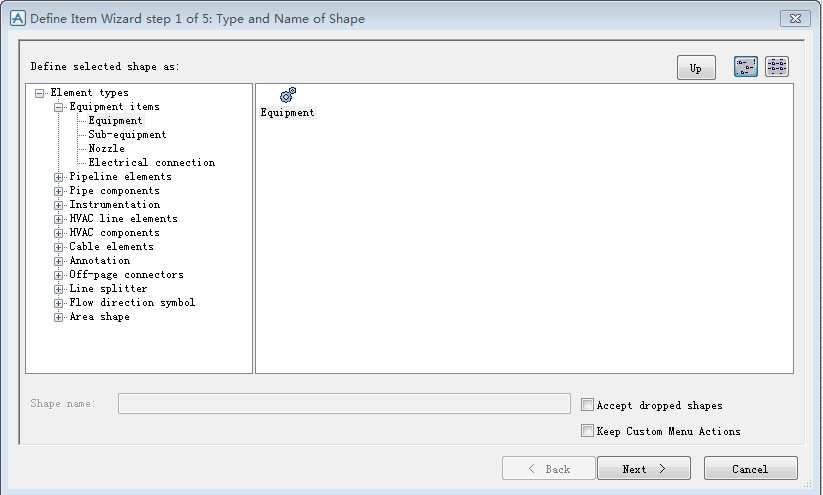 Define Item Wizard step 1 of 5: Type and Name of Shape
Define selected shape as:
Up
Element types
Equipment items
Equipment
Sub-equipment
Nozzle
Electrical connection
Pipeline elements
Pipe components
Instrumentation
HVAC line elements
HVAC components
Cable elements
Annotation
Off-page connectors
Line splitter
Flow direction symbol
Area shape
Equipment
Shape name:
Accept dropped shapes
Keep Custom Menu Actions
< Back
Next >
Cancel